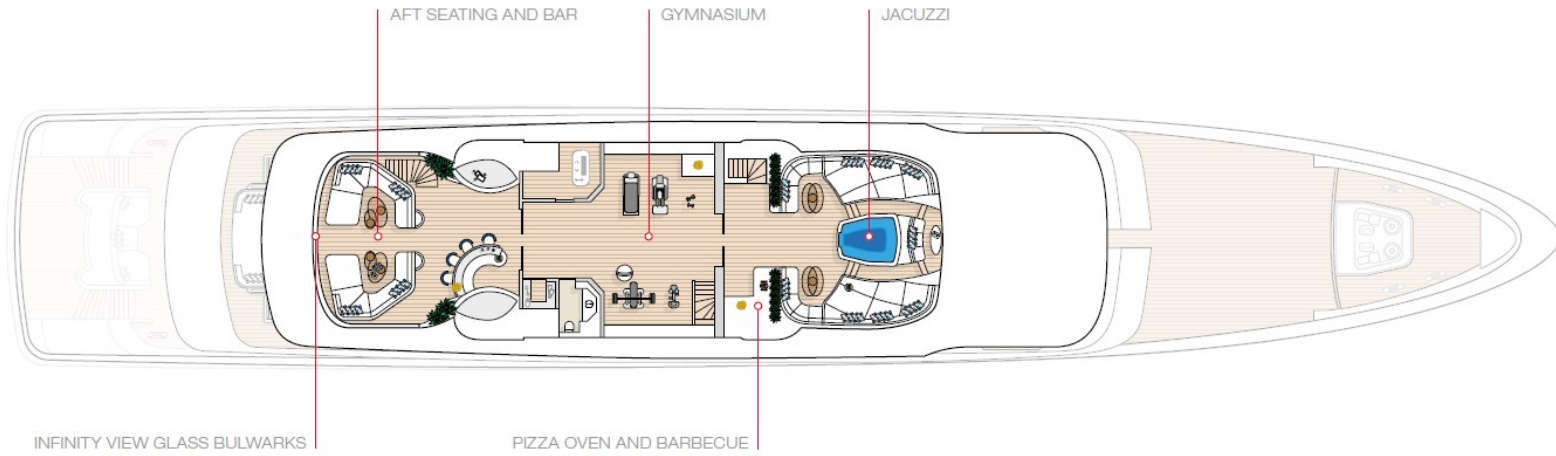 AFT SEATING AND BAR
GYMNASIUM
JACUZZI
INFINITY VIEW GLASS BULWARKS
PIZZA OVEN AND BARBECUE